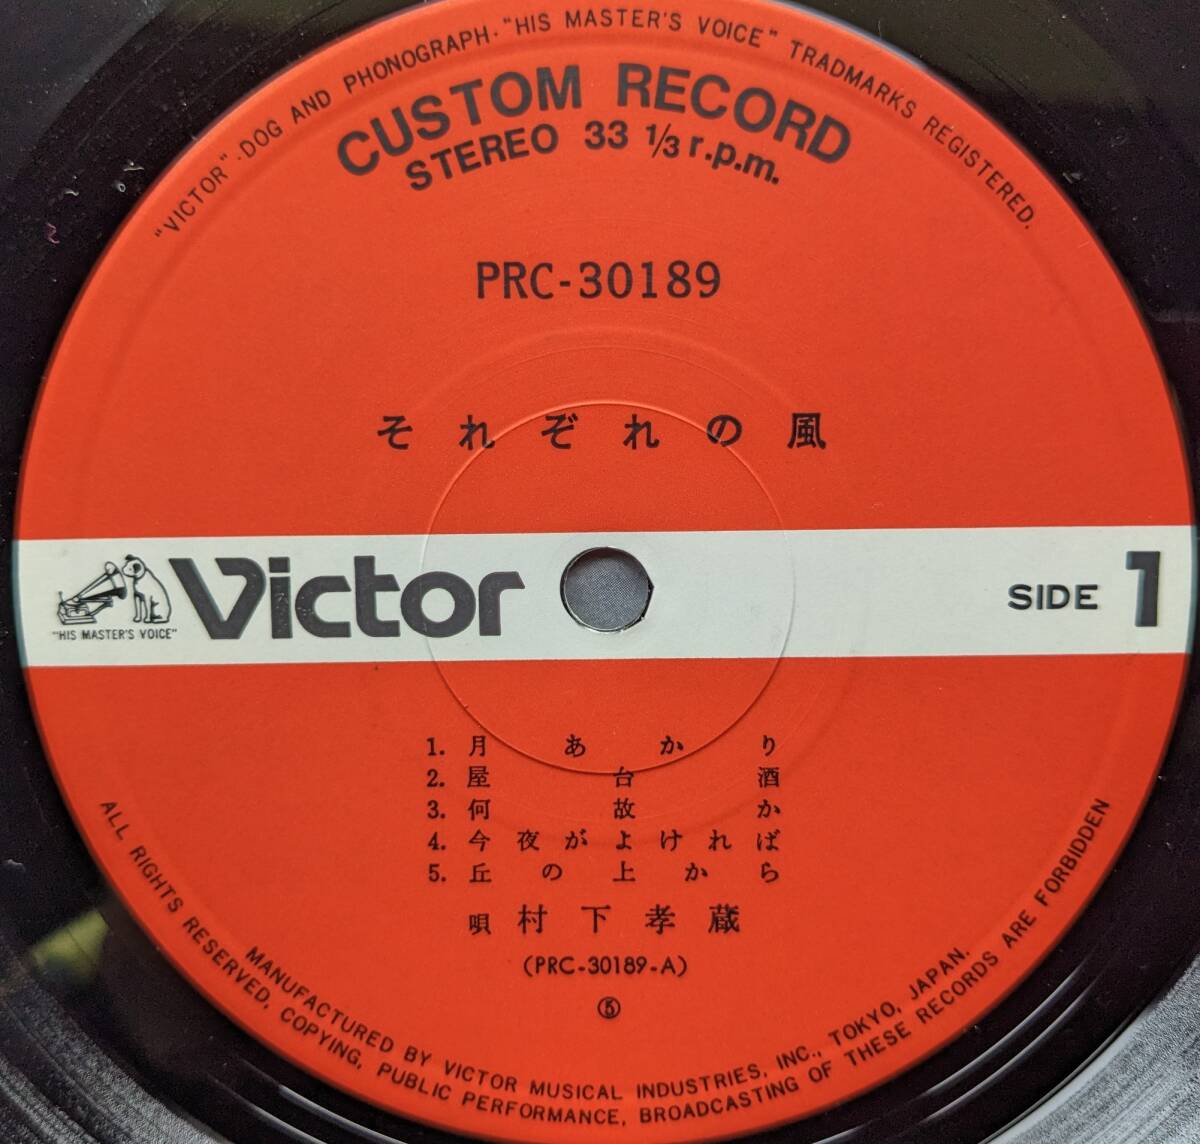 "VICTOR"-DOG AND PHONOGRAPH-"HIS MASTER'S VOICE" TRADMARKS REGISTERED.
CUSTOM RECORD
STEREO 33 1/3 r.p.m.
PRC-30189
それぞれの風
"HIS MASTER'S VOICE"
Victor
SIDE 1
1. 月あかり
2. 屋台酒
3. 何故か
4. 今夜がよければ
5. 丘の上から
唄 村下孝蔵
(PRC-30189-A)
⑤
MANUFACTURED BY VICTOR MUSICAL INDUSTRIES, INC., TOKYO, JAPAN.
ALL RIGHTS RESERVED, COPYING, PUBLIC PERFORMANCE, BROADCASTING OF THESE RECORDS ARE FORBIDDEN